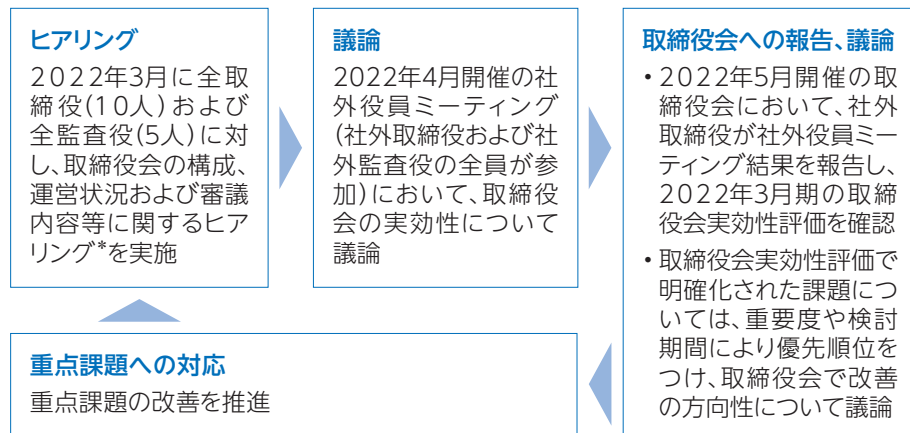 ヒアリング
2022年3月に全取
締役(10人)および
全監査役(5人)に対
し、取締役会の構成、
運営状況および審議
内容等に関するヒア
リング*を実施
議論
2022年4月開催の社
外役員ミーティング
(社外取締役および社
外監査役の全員が参
加)において、取締役
会の実効性について
議論
取締役会への報告、議論
・2022年5月開催の取
締役会において、社外
取締役が社外役員ミー
ティング結果を報告し、
2022年3月期の取締
役会実効性評価を確認
・取締役会実効性評価で
明確化された課題につ
いては、重要度や検討
期間により優先順位を
つけ、取締役会で改善
の方向性について議論
重点課題への対応
重点課題の改善を推進